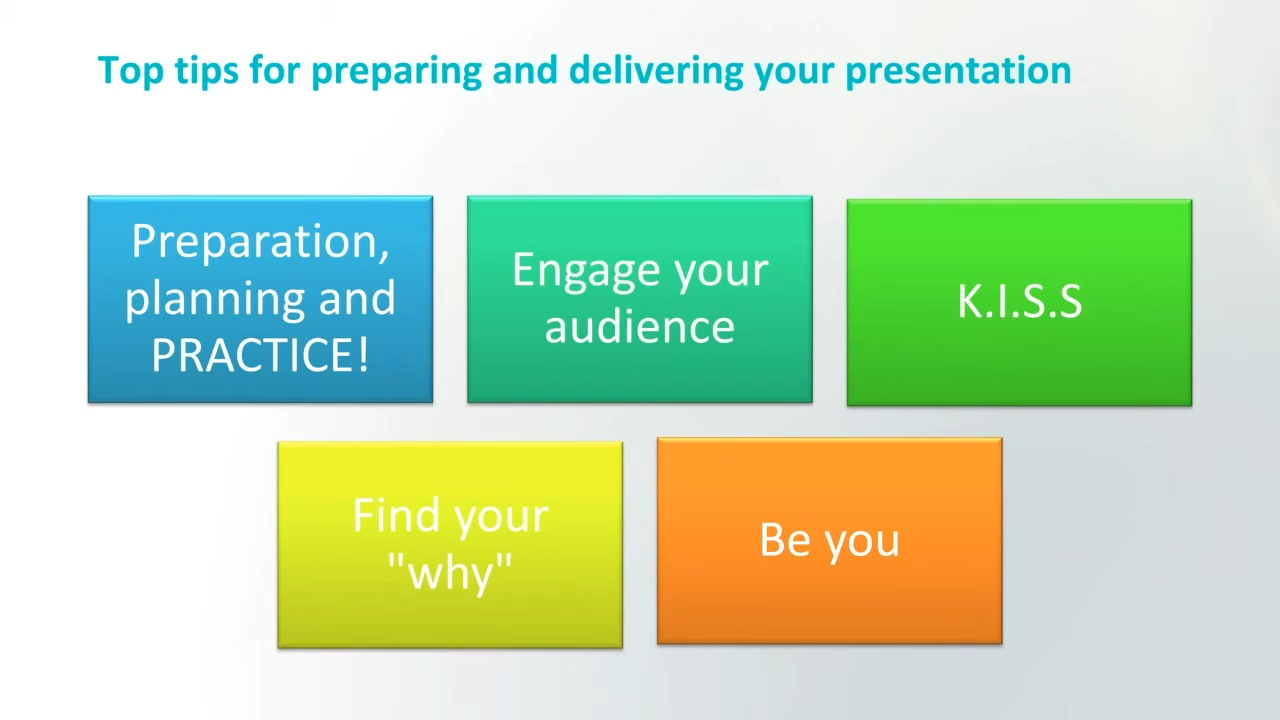 Top tips for preparing and delivering your presentation
Preparation,
planning and
PRACTICE!
Engage your
audience
K.I.S.S
Find your
"why"
Be you